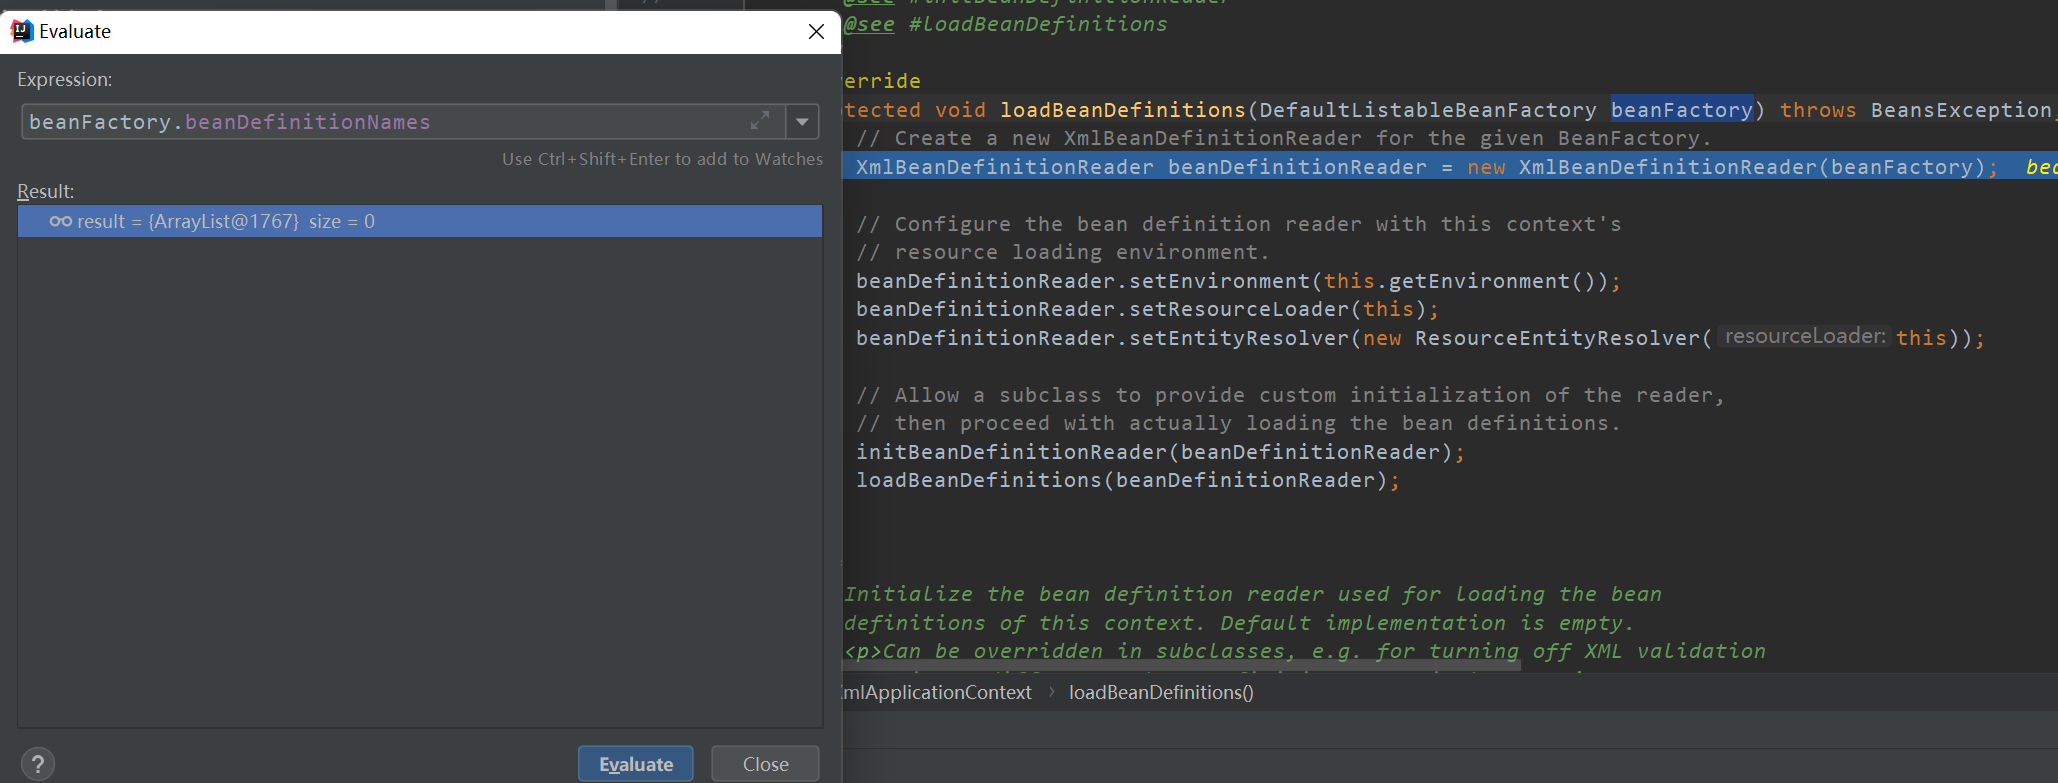 Evaluate
Expression:
beanFactory.beanDefinitionNames
Use Ctrl+Shift+Enter to add to Watches
Result:
result = {ArrayList@1767} size = 0
?
Evaluate
Close
@see #loadBeanDefinitions
erride
tected void loadBeanDefinitions(DefaultListableBeanFactory beanFactory) throws BeansException,
// Create a new XmlBeanDefinitionReader for the given BeanFactory.
XmlBeanDefinitionReader beanDefinitionReader = new XmlBeanDefinitionReader(beanFactory); bea
// Configure the bean definition reader with this context's
// resource loading environment.
beanDefinitionReader.setEnvironment(this.getEnvironment());
beanDefinitionReader.setResourceLoader(this);
beanDefinitionReader.setEntityResolver(new ResourceEntityResolver( resourceLoader: this));
// Allow a subclass to provide custom initialization of the reader,
// then proceed with actually loading the bean definitions.
initBeanDefinitionReader(beanDefinitionReader);
loadBeanDefinitions(beanDefinitionReader);
Initialize the bean definition reader used for loading the bean
definitions of this context. Default implementation is empty.
<p>Can be overridden in subclasses, e.g. for turning off XML validation
mlApplicationContext › loadBeanDefinitions()